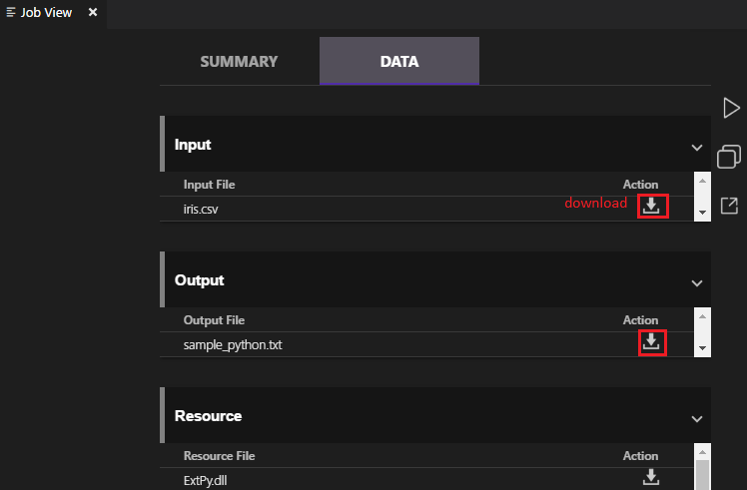 Job View
SUMMARY DATA
Input
Input File Action
iris.csv download
Output
Output File Action
sample_python.txt
Resource
Resource File Action
ExtPy.dll